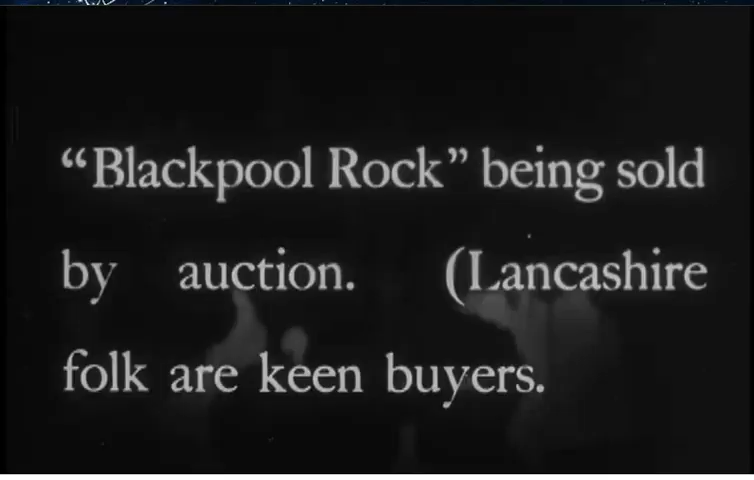 “Blackpool Rock” being sold
by auction. (Lancashire
folk are keen buyers.